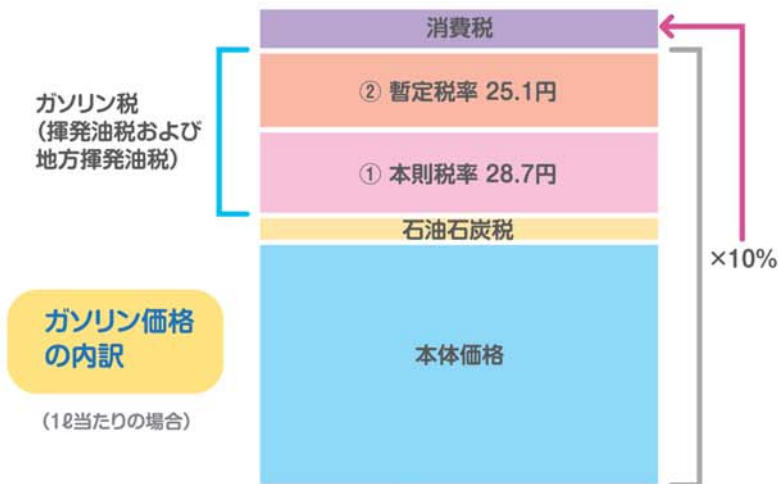 消費税
② 暫定税率 25.1円
ガソリン税
(揮発油税および
地方揮発油税)
① 本則税率 28.7円
石油石炭税
×10%
ガソリン価格
の内訳
本体価格
(1ℓ当たりの場合)